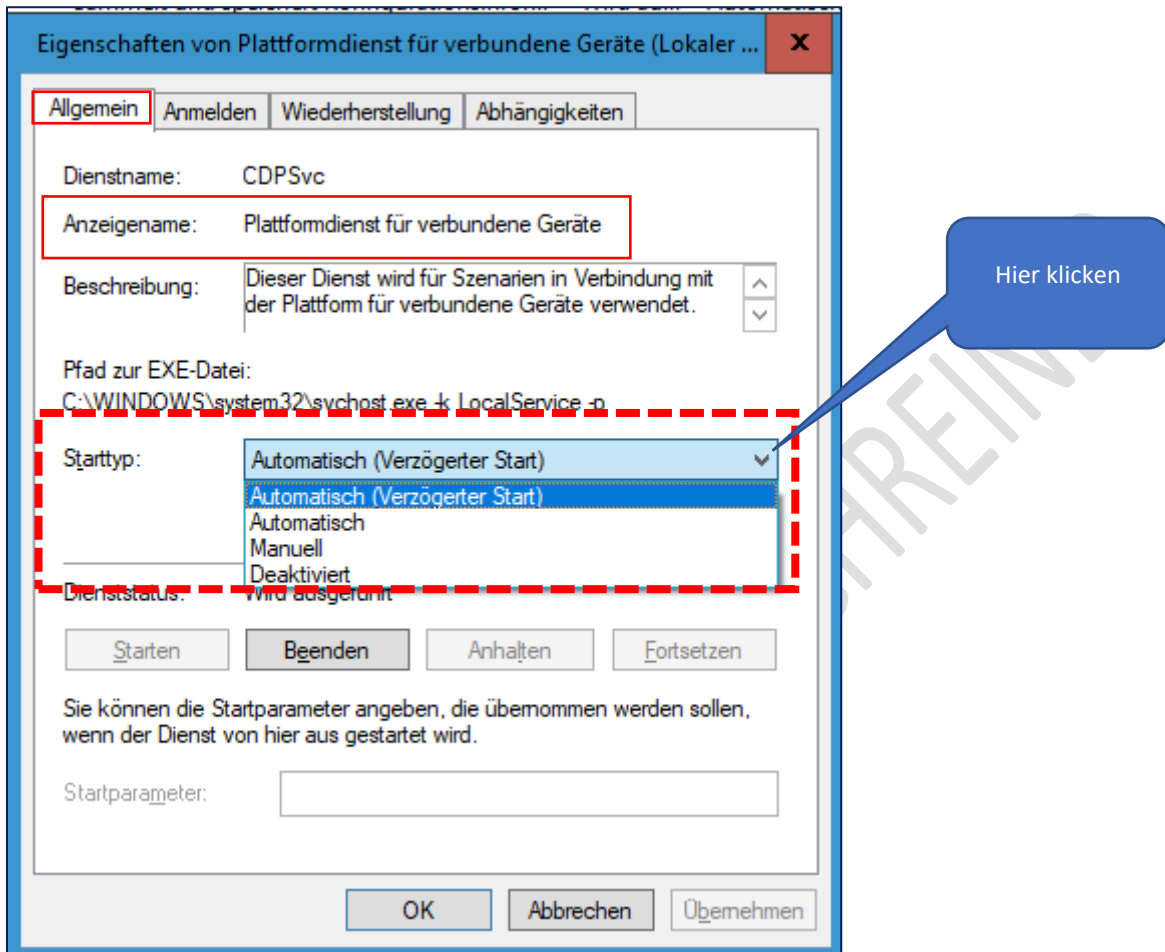 Eigenschaften von Plattformdienst für verbundene Geräte (Lokaler ...
x
Allgemein
Anmelden
Wiederherstellung
Abhängigkeiten
Dienstname: CDPSvc
Anzeigename: Plattformdienst für verbundene Geräte
Beschreibung: Dieser Dienst wird für Szenarien in Verbindung mit
der Plattform für verbundene Geräte verwendet.
Hier klicken
Pfad zur EXE-Datei:
C:\WINDOWS\system32\svchost.exe -k LocalService -p
Starttyp: Automatisch (Verzögerter Start)
Automatisch (Verzögerter Start)
Automatisch
Manuell
Deaktiviert
Dienststatus: Wird ausgeführt
Starten
Beenden
Anhalten
Fortsetzen
Sie können die Startparameter angeben, die übernommen werden sollen,
wenn der Dienst von hier aus gestartet wird.
Startparameter:
OK
Abbrechen
Übernehmen